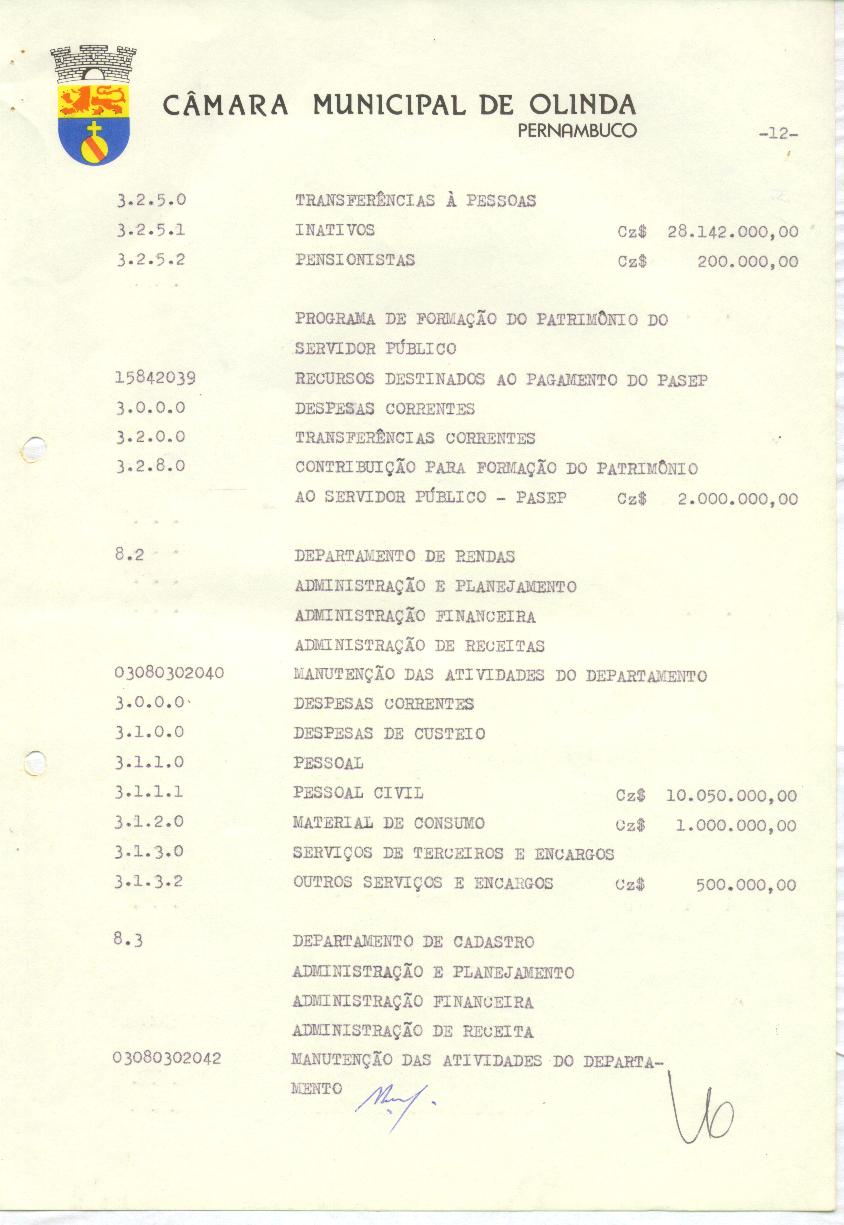 CÂMARA MUNICIPAL DE OLINDA
PERNAMBUCO
-12-
3.2.5.0 TRANSFERÊNCIAS À PESSOAS
3.2.5.1 INATIVOS Cz$ 28.142.000,00
3.2.5.2 PENSIONISTAS Cz$ 200.000,00
PROGRAMA DE FORMAÇÃO DO PATRIMÔNIO DO
SERVIDOR PÚBLICO
15842039 RECURSOS DESTINADOS AO PAGAMENTO DO PASEP
3.0.0.0 DESPESAS CORRENTES
3.2.0.0 TRANSFERÊNCIAS CORRENTES
3.2.8.0 CONTRIBUIÇÃO PARA FORMAÇÃO DO PATRIMÔNIO
AO SERVIDOR PÚBLICO - PASEP Cz$ 2.000.000,00
8.2 DEPARTAMENTO DE RENDAS
ADMINISTRAÇÃO E PLANEJAMENTO
ADMINISTRAÇÃO FINANCEIRA
ADMINISTRAÇÃO DE RECEITAS
03080302040 MANUTENÇÃO DAS ATIVIDADES DO DEPARTAMENTO
3.0.0.0 DESPESAS CORRENTES
3.1.0.0 DESPESAS DE CUSTEIO
3.1.1.0 PESSOAL
3.1.1.1 PESSOAL CIVIL Cz$ 10.050.000,00
3.1.2.0 MATERIAL DE CONSUMO Cz$ 1.000.000,00
3.1.3.0 SERVIÇOS DE TERCEIROS E ENCARGOS
3.1.3.2 OUTROS SERVIÇOS E ENCARGOS Cz$ 500.000,00
8.3 DEPARTAMENTO DE CADASTRO
ADMINISTRAÇÃO E PLANEJAMENTO
ADMINISTRAÇÃO FINANCEIRA
ADMINISTRAÇÃO DE RECEITA
03080302042 MANUTENÇÃO DAS ATIVIDADES DO DEPARTA-
MENTO